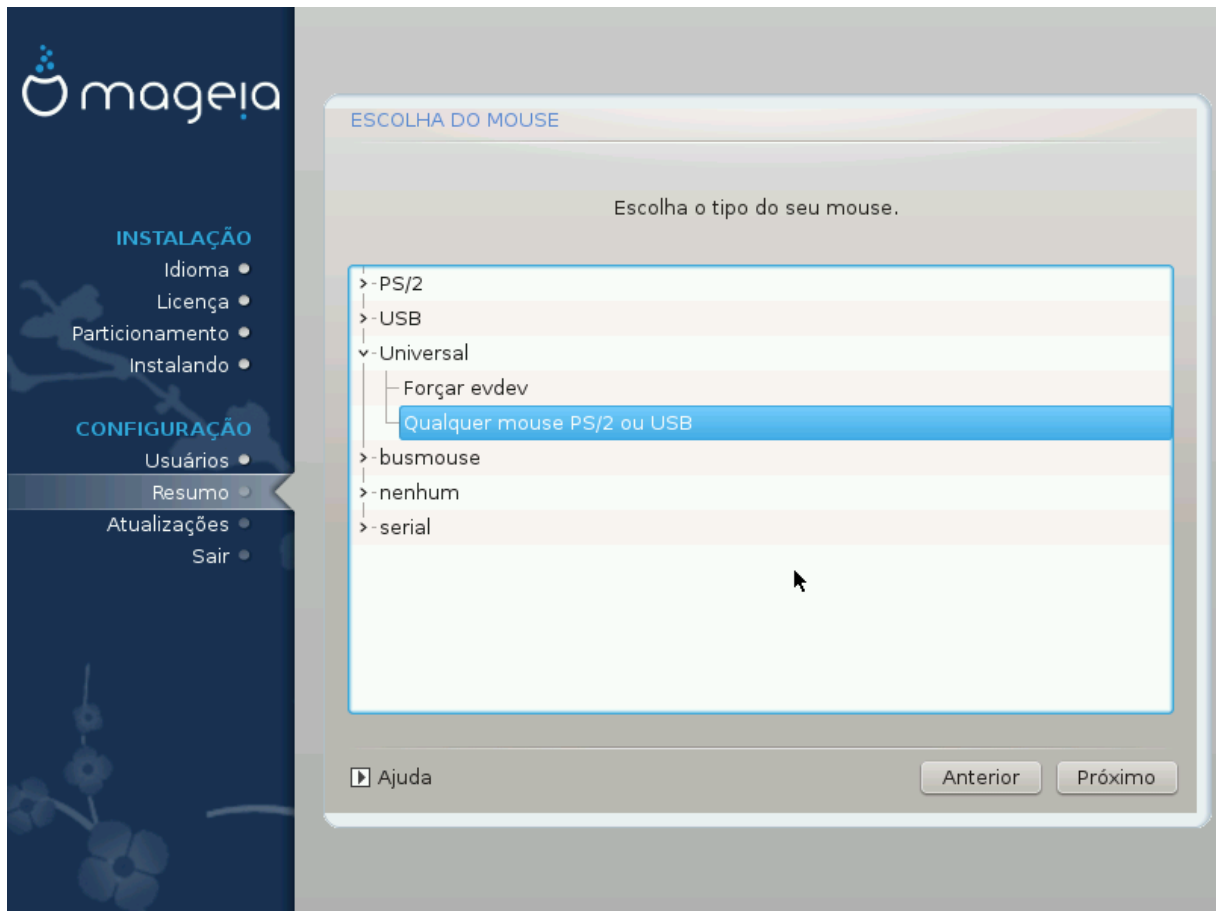 mageia
INSTALAÇÃO
Idioma
Licença
Particionamento
Instalando
CONFIGURAÇÃO
Usuários
Resumo
Atualizações
Sair
ESCOLHA DO MOUSE
Escolha o tipo do seu mouse.
PS/2
USB
Universal
Forçar evdev
Qualquer mouse PS/2 ou USB
busmouse
nenhum
serial
Ajuda
Anterior
Próximo